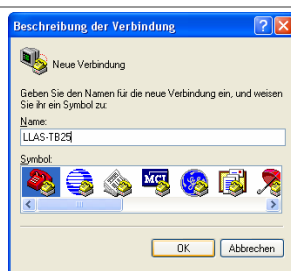 Beschreibung der Verbindung
Neue Verbindung
Geben Sie den Namen für die neue Verbindung ein, und weisen
Sie ihr ein Symbol zu:
Name:
LLAS-TB25
Symbol:
MCI
OK Abbrechen